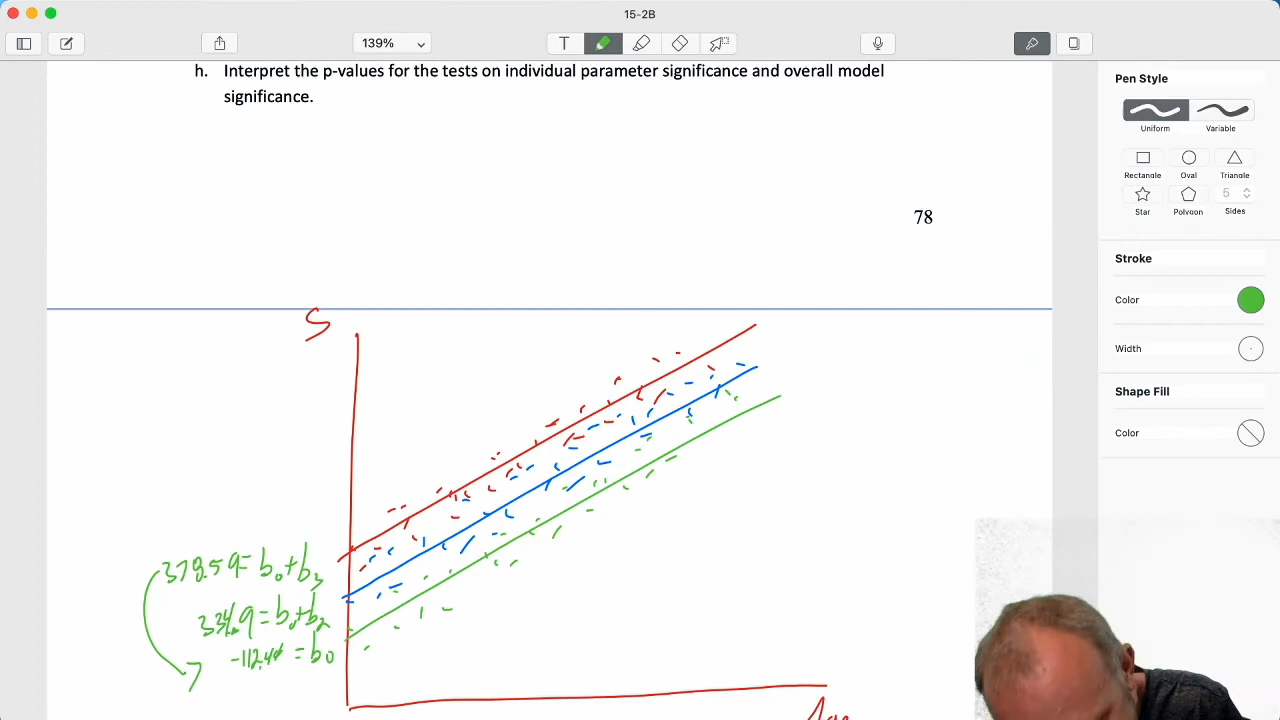 15-2B
139%
T
h. Interpret the p-values for the tests on individual parameter significance and overall model
significance.
78
S
378.59 = b0+b3
334.9 = b0+b2
= b0
Pen Style
Uniform
Variable
Rectangle
Oval
Triangle
Star
Polygon
5
Sides
Stroke
Color
Width
Shape Fill
Color